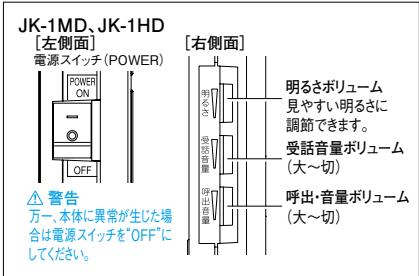 JK-1MD、JK-1HD
[左側面]
電源スイッチ(POWER)
POWER
ON
OFF
⚠ 警告
万一、本体に異常が生じた場
合は電源スイッチを“OFF”に
してください。
[右側面]
明るさ
受話音量
呼出音量
明るさボリューム
見やすい明るさに
調節できます。
受話音量ボリューム
(大〜切)
呼出・音量ボリューム
(大〜切)